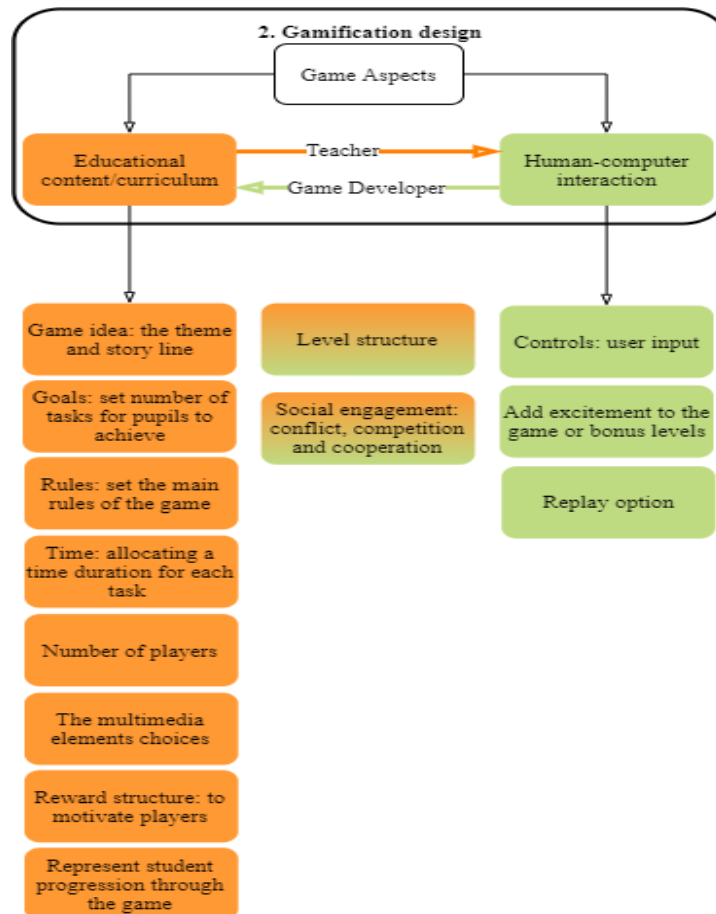 2. Gamification design
Game Aspects
Educational
content/curriculum
Teacher
Game Developer
Human-computer
interaction
Game idea: the theme
and story line
Goals: set number of
tasks for pupils to
achieve
Rules: set the main
rules of the game
Time: allocating a
time duration for each
task
Number of players
The multimedia
elements choices
Reward structure: to
motivate players
Represent student
progression through
the game
Level structure
Social engagement:
conflict, competition
and cooperation
Controls: user input
Add excitement to the
game or bonus levels
Replay option